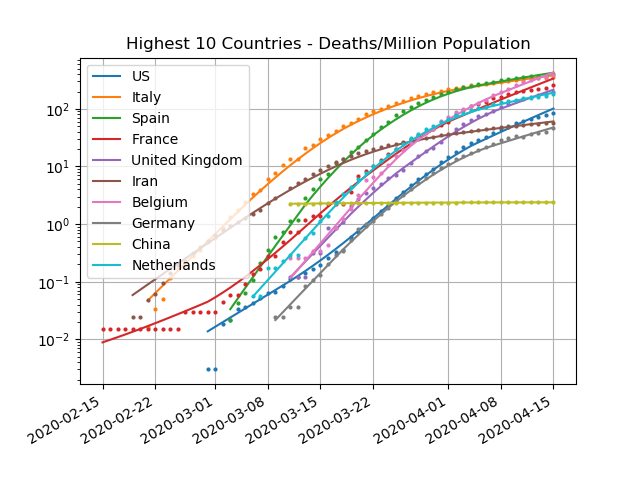 Highest 10 Countries - Deaths/Million Population
US
Italy
Spain
France
United Kingdom
Iran
Belgium
Germany
China
Netherlands
10²
10¹
10⁰
10⁻¹
10⁻²
2020-02-15
2020-02-22
2020-03-01
2020-03-08
2020-03-15
2020-03-22
2020-04-01
2020-04-08
2020-04-15